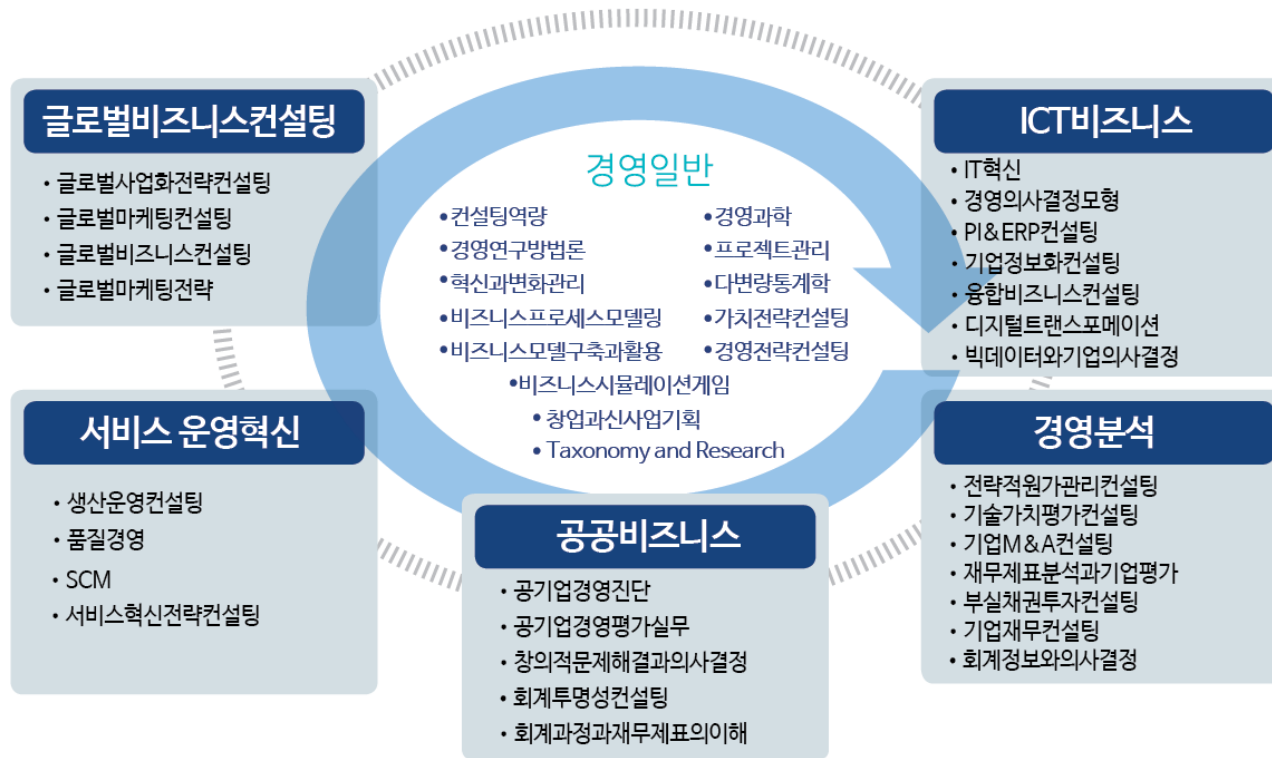 글로벌비즈니스컨설팅
• 글로벌사업화전략컨설팅
• 글로벌마케팅컨설팅
• 글로벌비즈니스컨설팅
• 글로벌마케팅전략
경영일반
•컨설팅역량
•경영연구방법론
•혁신과변화관리
•비즈니스프로세스모델링
•비즈니스모델구축과활용
•경영과학
•프로젝트관리
•다변량통계학
•가치전략컨설팅
•경영전략컨설팅
•비즈니스시뮬레이션게임
• 창업과신사업기획
• Taxonomy and Research
ICT비즈니스
• IT혁신
• 경영의사결정모형
• PI&ERP컨설팅
• 기업정보화컨설팅
• 융합비즈니스컨설팅
• 디지털트랜스포메이션
• 빅데이터와기업의사결정
서비스 운영혁신
• 생산운영컨설팅
• 품질경영
• SCM
• 서비스혁신전략컨설팅
공공비즈니스
• 공기업경영진단
• 공기업경영평가실무
• 창의적문제해결과의사결정
• 회계투명성컨설팅
• 회계과정과재무제표의이해
경영분석
• 전략적원가관리컨설팅
• 기술가치평가컨설팅
• 기업M&A컨설팅
• 재무제표분석과기업평가
• 부실채권투자컨설팅
• 기업재무컨설팅
• 회계정보와의사결정